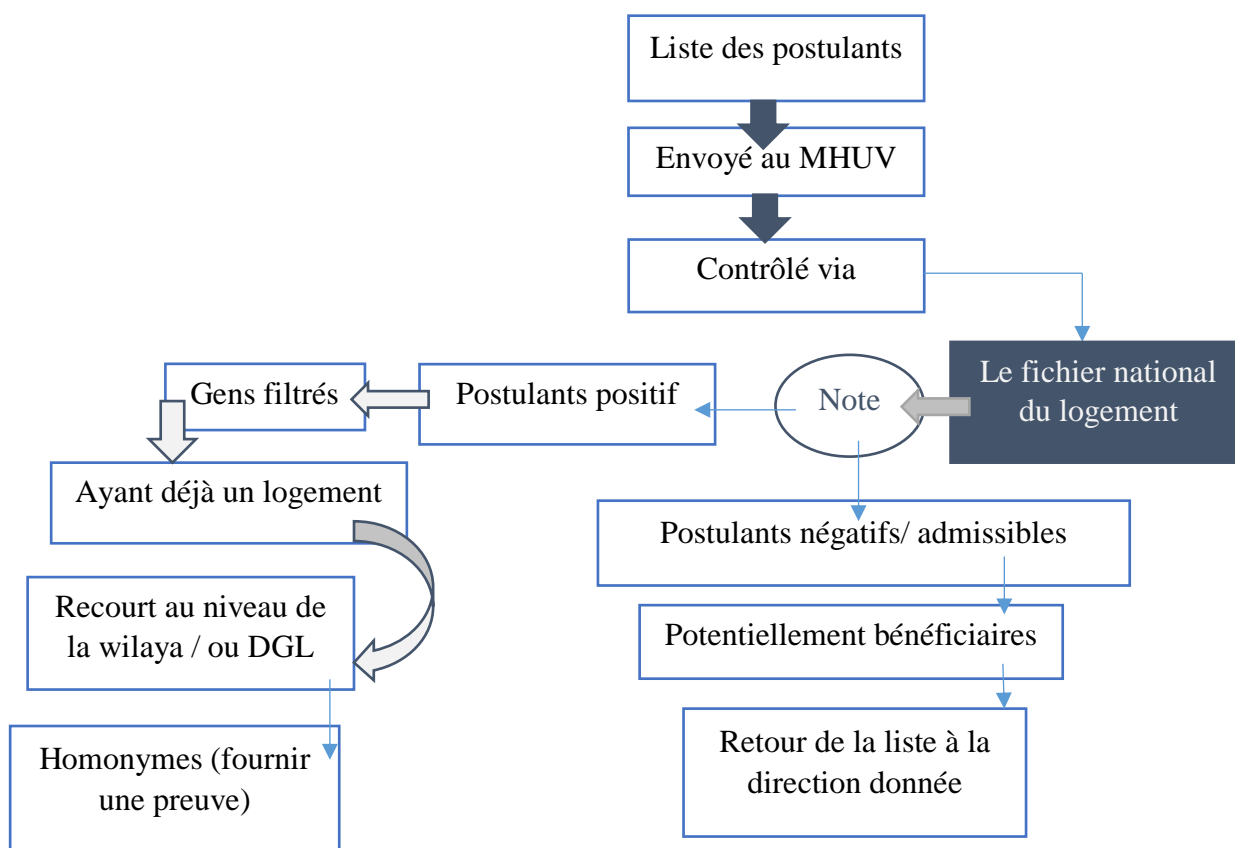 Liste des postulants
Envoyé au MHUV
Contrôlé via
Le fichier national
du logement
Note
Postulants positif
Gens filtrés
Ayant déjà un logement
Recourt au niveau de
la wilaya / ou DGL
Homonymes (fournir
une preuve)
Postulants négatifs/ admissibles
Potentiellement bénéficiaires
Retour de la liste à la
direction donnée